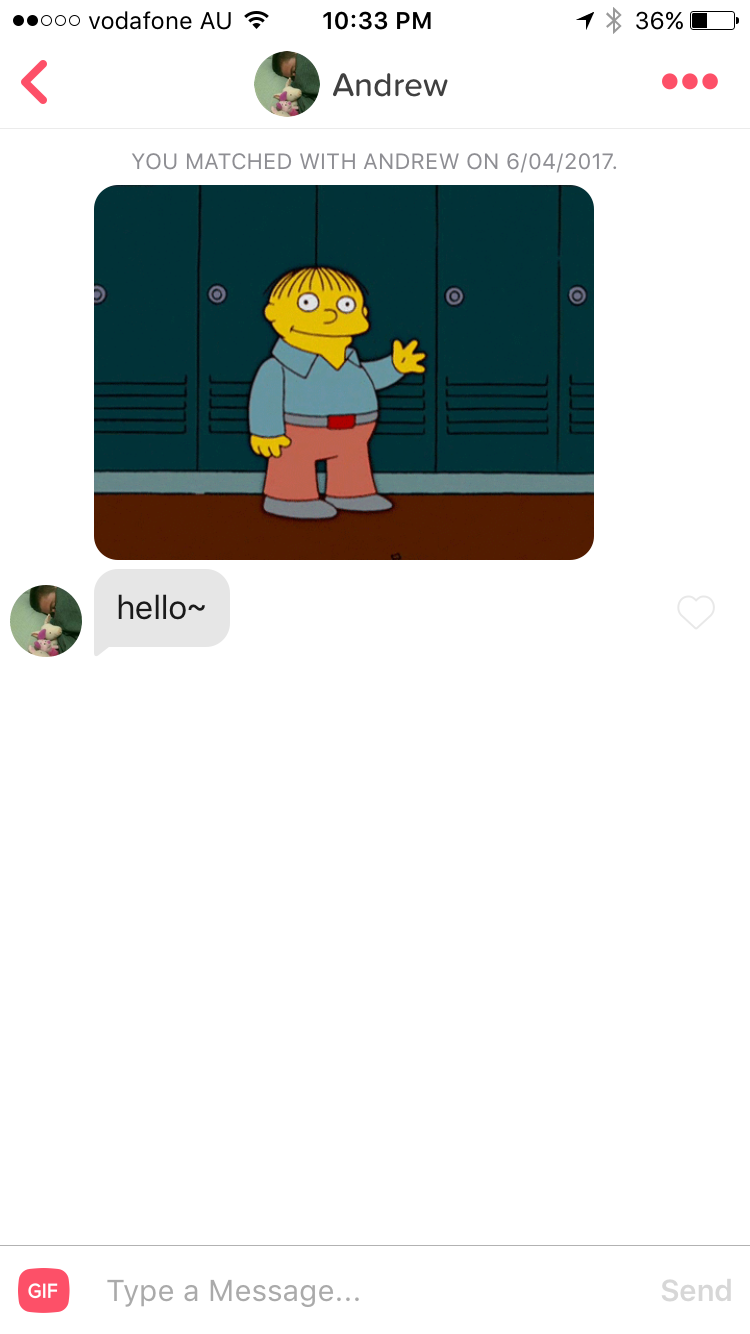 vodafone AU 10:33 PM 36%
Andrew
YOU MATCHED WITH ANDREW ON 6/04/2017.
hello~
GIF Type a Message... Send